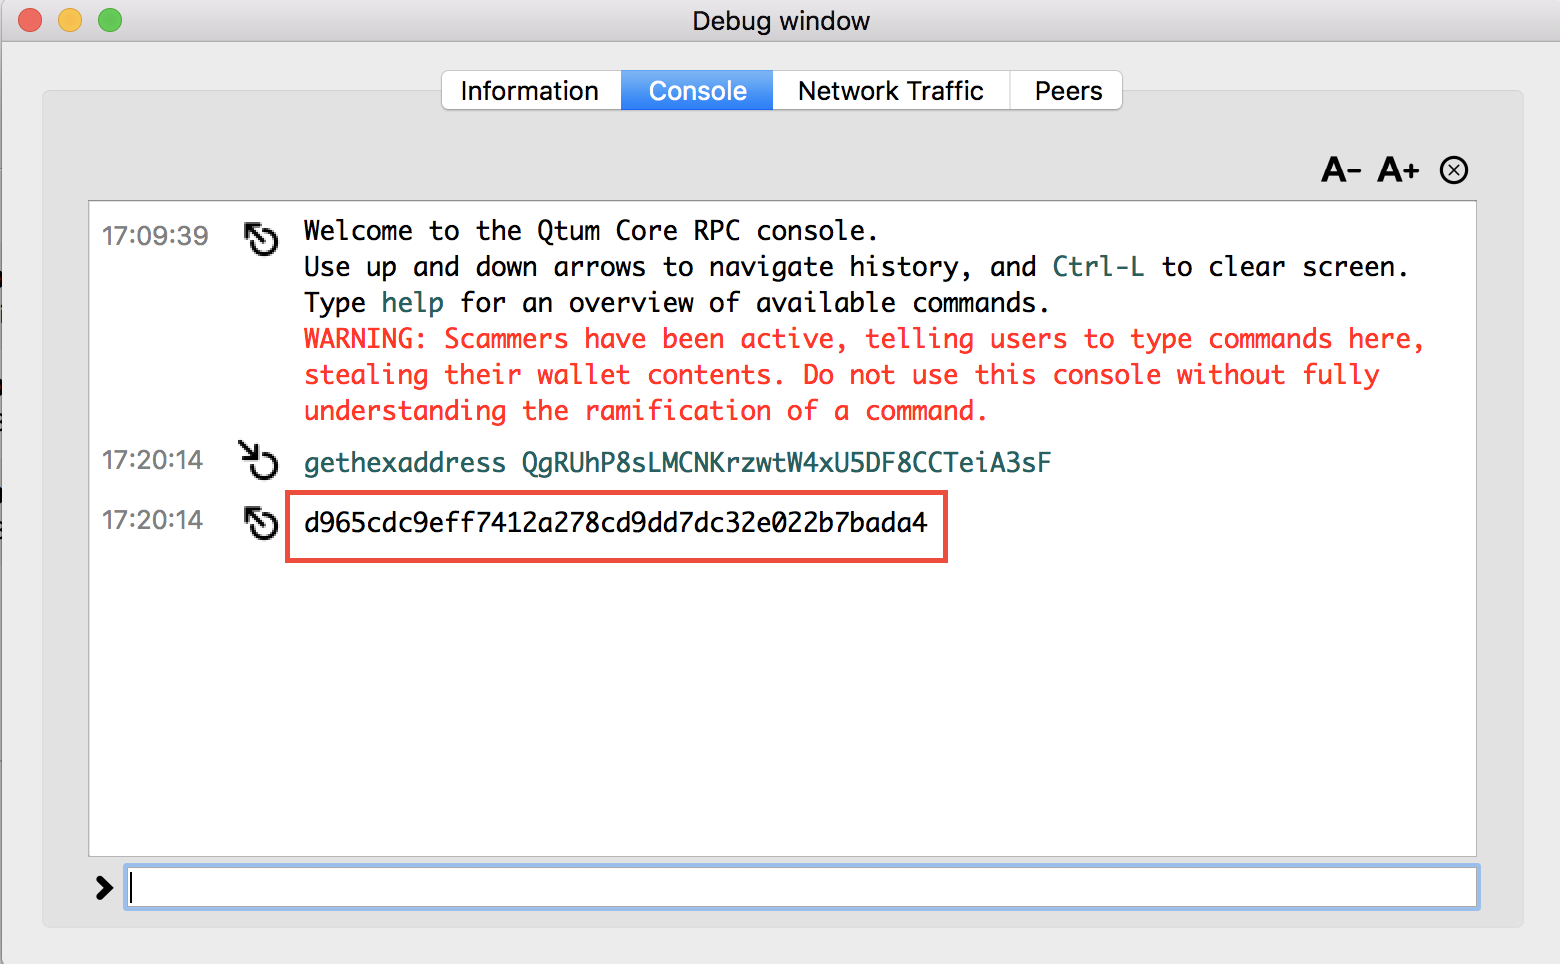 Debug window
Information Console Network Traffic Peers
A- A+
17:09:39 Welcome to the Qtum Core RPC console.
Use up and down arrows to navigate history, and Ctrl-L to clear screen.
Type help for an overview of available commands.
WARNING: Scammers have been active, telling users to type commands here,
stealing their wallet contents. Do not use this console without fully
understanding the ramification of a command.
17:20:14 gethexaddress QgRUhP8sLMCNKrzwtW4xU5DF8CCTeiA3sF
17:20:14 d965cdc9eff7412a278cd9dd7dc32e022b7bada4